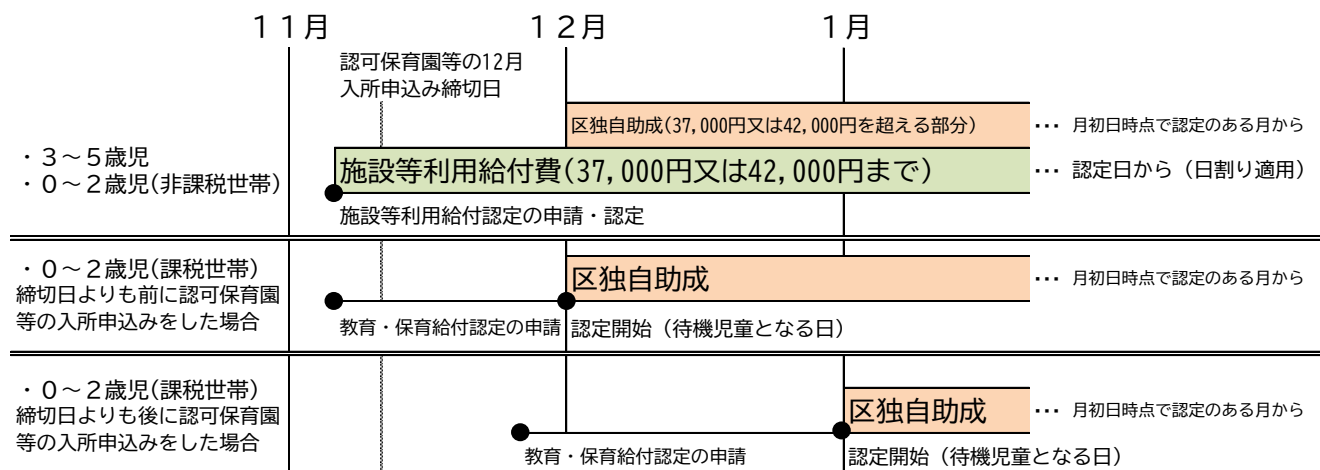 11月
12月
1月
認可保育園等の12月
入所申込み締切日
区独自助成(37,000円又は42,000円を超える部分)
… 月初日時点で認定のある月から
・3~5歳児
・0~2歳児(非課税世帯)
施設等利用給付費(37,000円又は42,000円まで)
… 認定日から(日割り適用)
施設等利用給付認定の申請・認定
・0~2歳児(課税世帯)
締切日よりも前に認可保育園
等の入所申込みをした場合
区独自助成
… 月初日時点で認定のある月から
教育・保育給付認定の申請
認定開始(待機児童となる日)
・0~2歳児(課税世帯)
締切日よりも後に認可保育園
等の入所申込みをした場合
区独自助成
… 月初日時点で認定のある月から
教育・保育給付認定の申請
認定開始(待機児童となる日)